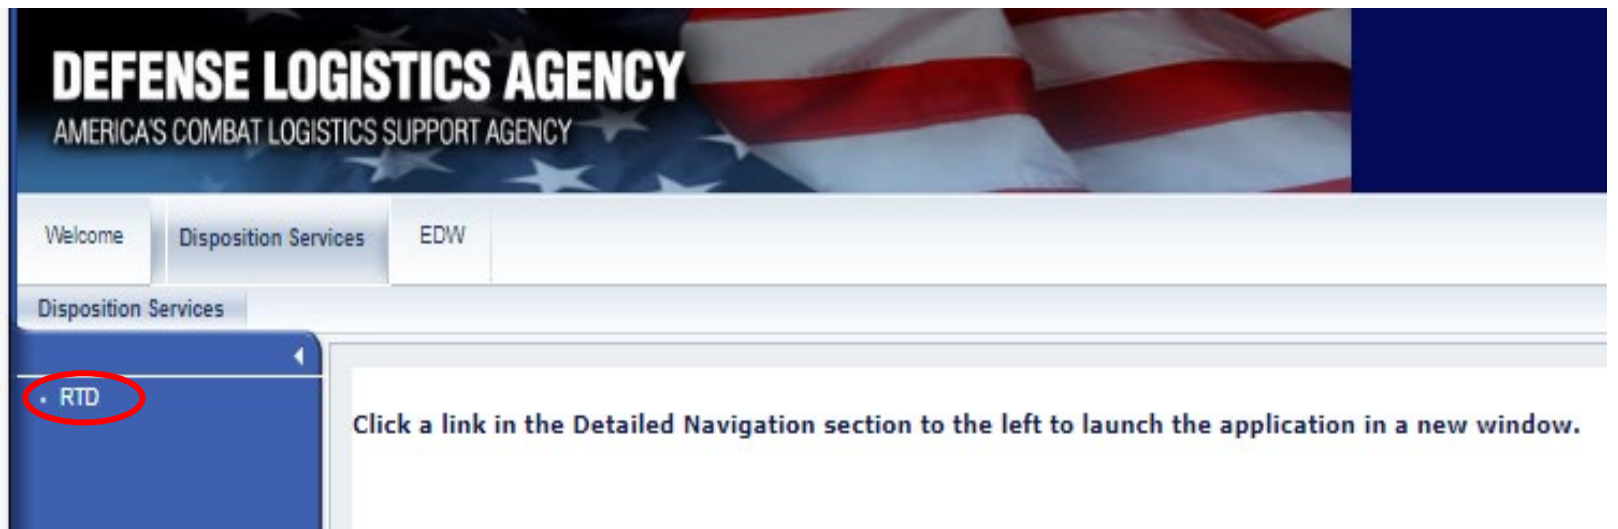 DEFENSE LOGISTICS AGENCY
AMERICA'S COMBAT LOGISTICS SUPPORT AGENCY
Welcome
Disposition Services
EDW
Disposition Services
RTD
Click a link in the Detailed Navigation section to the left to launch the application in a new window.